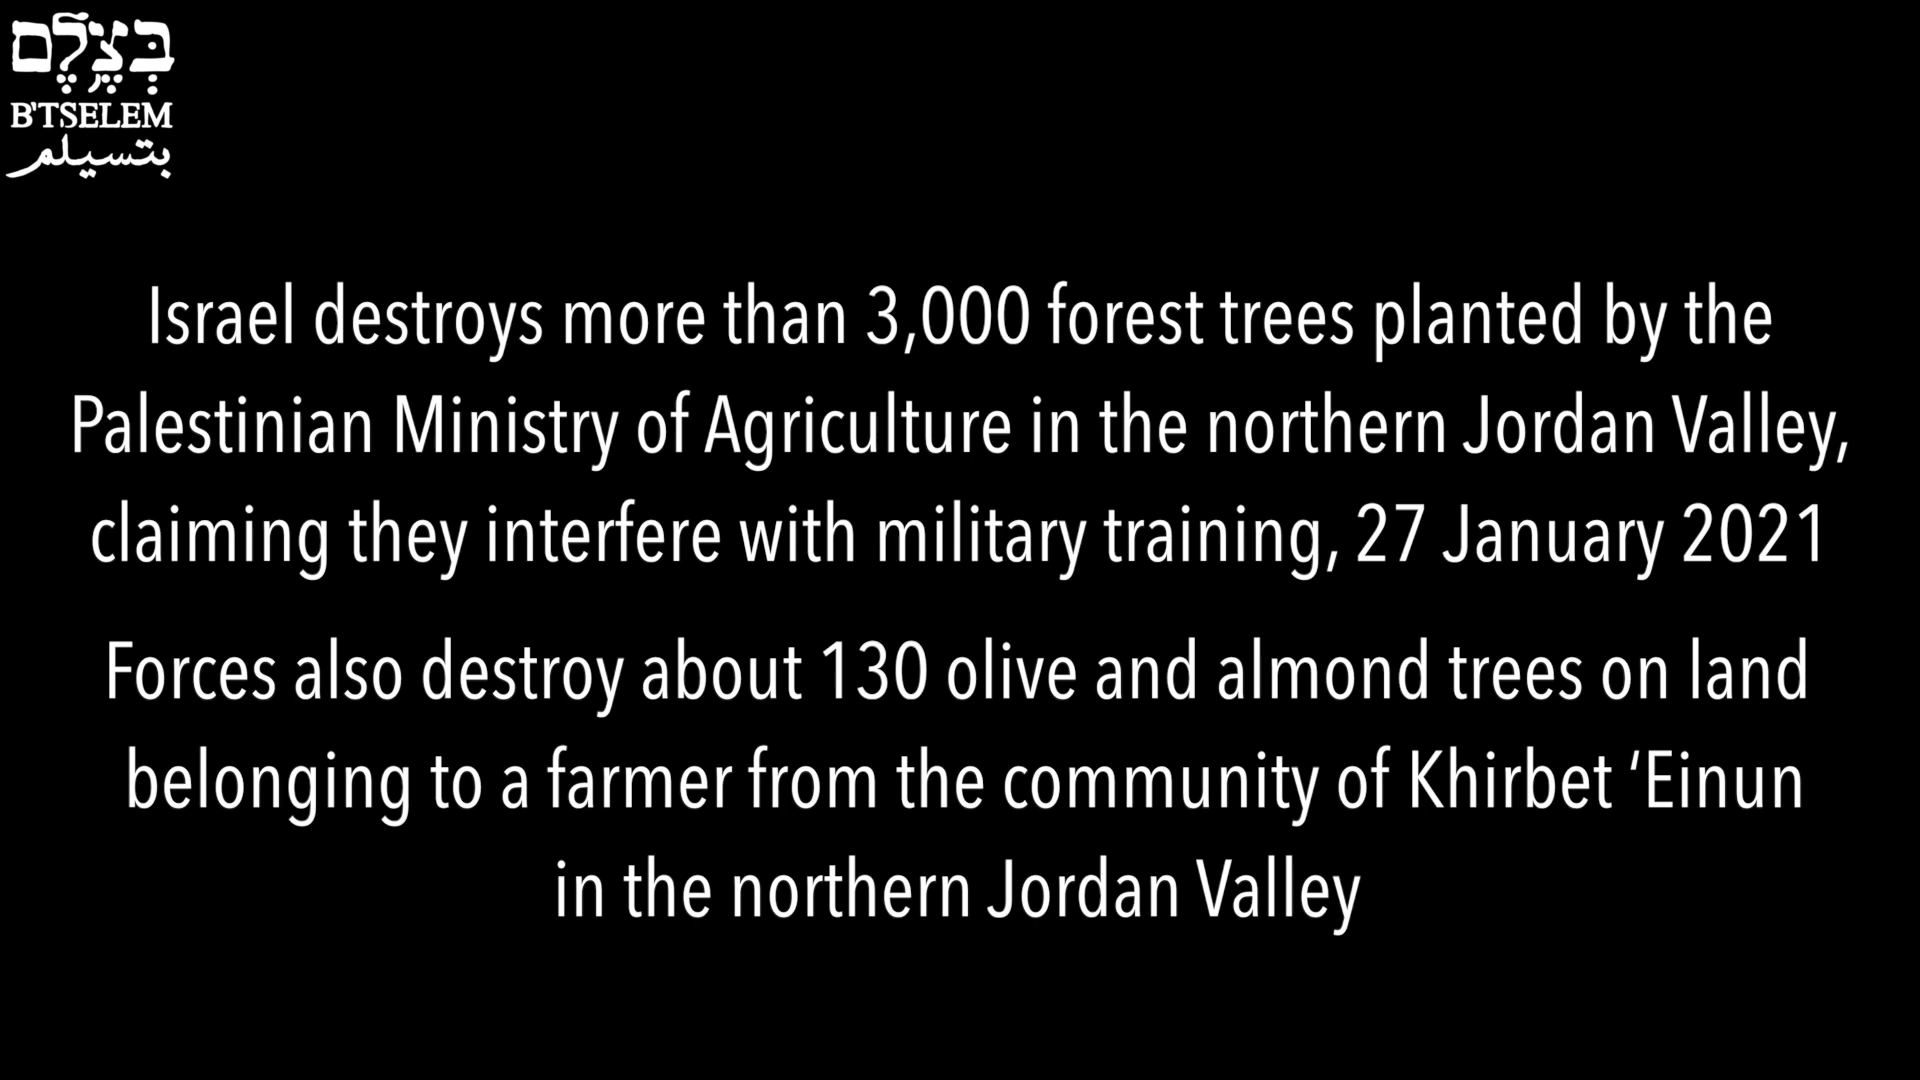 בְּצֶלֶם
B'TSELEM
بتسيلم
Israel destroys more than 3,000 forest trees planted by the
Palestinian Ministry of Agriculture in the northern Jordan Valley,
claiming they interfere with military training, 27 January 2021
Forces also destroy about 130 olive and almond trees on land
belonging to a farmer from the community of Khirbet ‘Einun
in the northern Jordan Valley